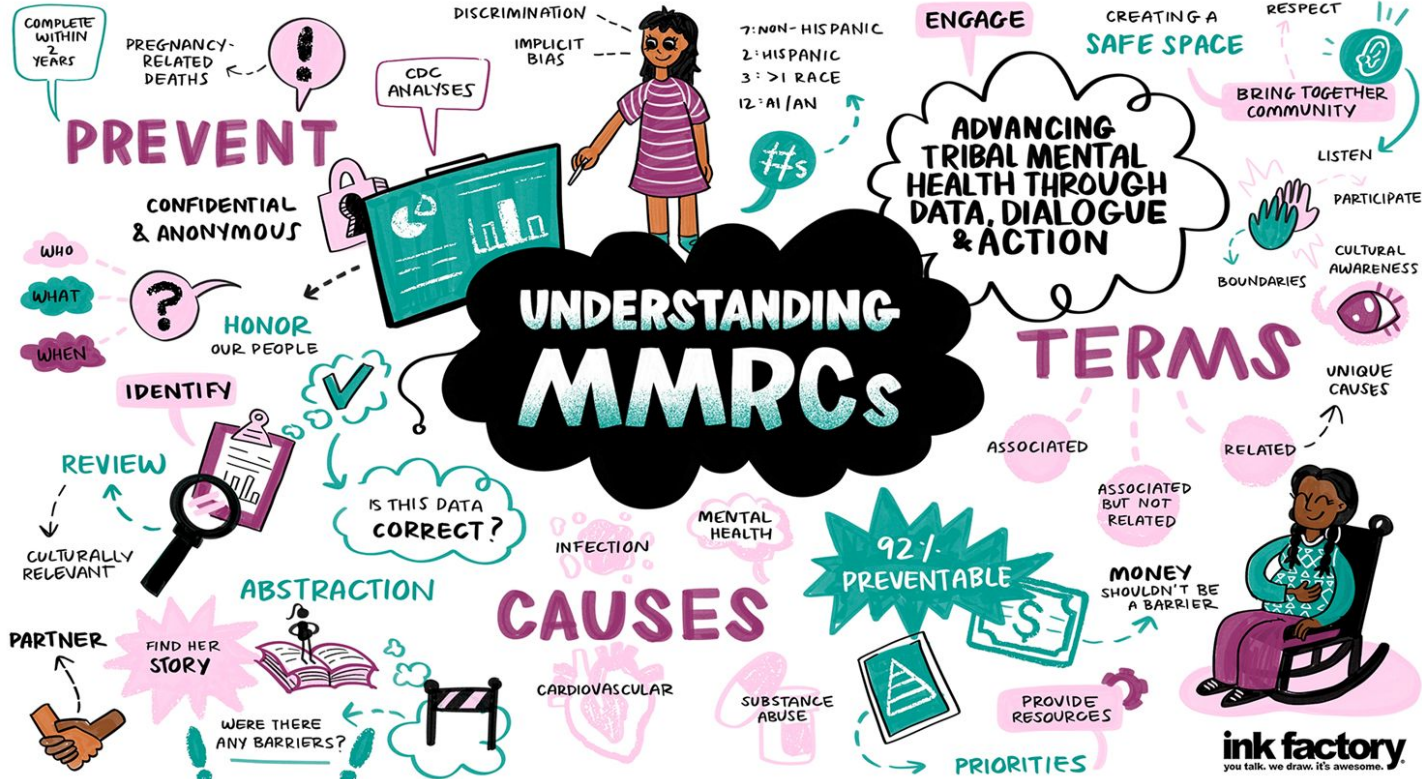 COMPLETE
WITHIN
2
YEARS
PREGNANCY-
RELATED
DEATHS
!
PREVENT
CDC
ANALYSES
DISCRIMINATION
IMPLICIT
BIAS
7: NON-HISPANIC
2: HISPANIC
3: >1 RACE
12: AI/AN
#s
ENGAGE
CREATING A
SAFE SPACE
RESPECT
BRING TOGETHER
COMMUNITY
LISTEN
PARTICIPATE
BOUNDARIES
CULTURAL
AWARENESS
ADVANCING
TRIBAL MENTAL
HEALTH THROUGH
DATA, DIALOGUE
& ACTION
CONFIDENTIAL
& ANONYMOUS
WHO
WHAT
WHEN
?
HONOR
OUR PEOPLE
UNDERSTANDING
MMRCs
TERMS
ASSOCIATED
ASSOCIATED
BUT NOT
RELATED
RELATED
UNIQUE
CAUSES
IDENTIFY
REVIEW
CULTURALLY
RELEVANT
IS THIS DATA
CORRECT?
ABSTRACTION
PARTNER
FIND HER
STORY
WERE THERE
ANY BARRIERS?
CAUSES
INFECTION
MENTAL
HEALTH
CARDIOVASCULAR
SUBSTANCE
ABUSE
92%
PREVENTABLE
$
MONEY
SHOULDN'T BE
A BARRIER
PROVIDE
RESOURCES
PRIORITIES
ink factory
you talk. we draw. it's awesome.